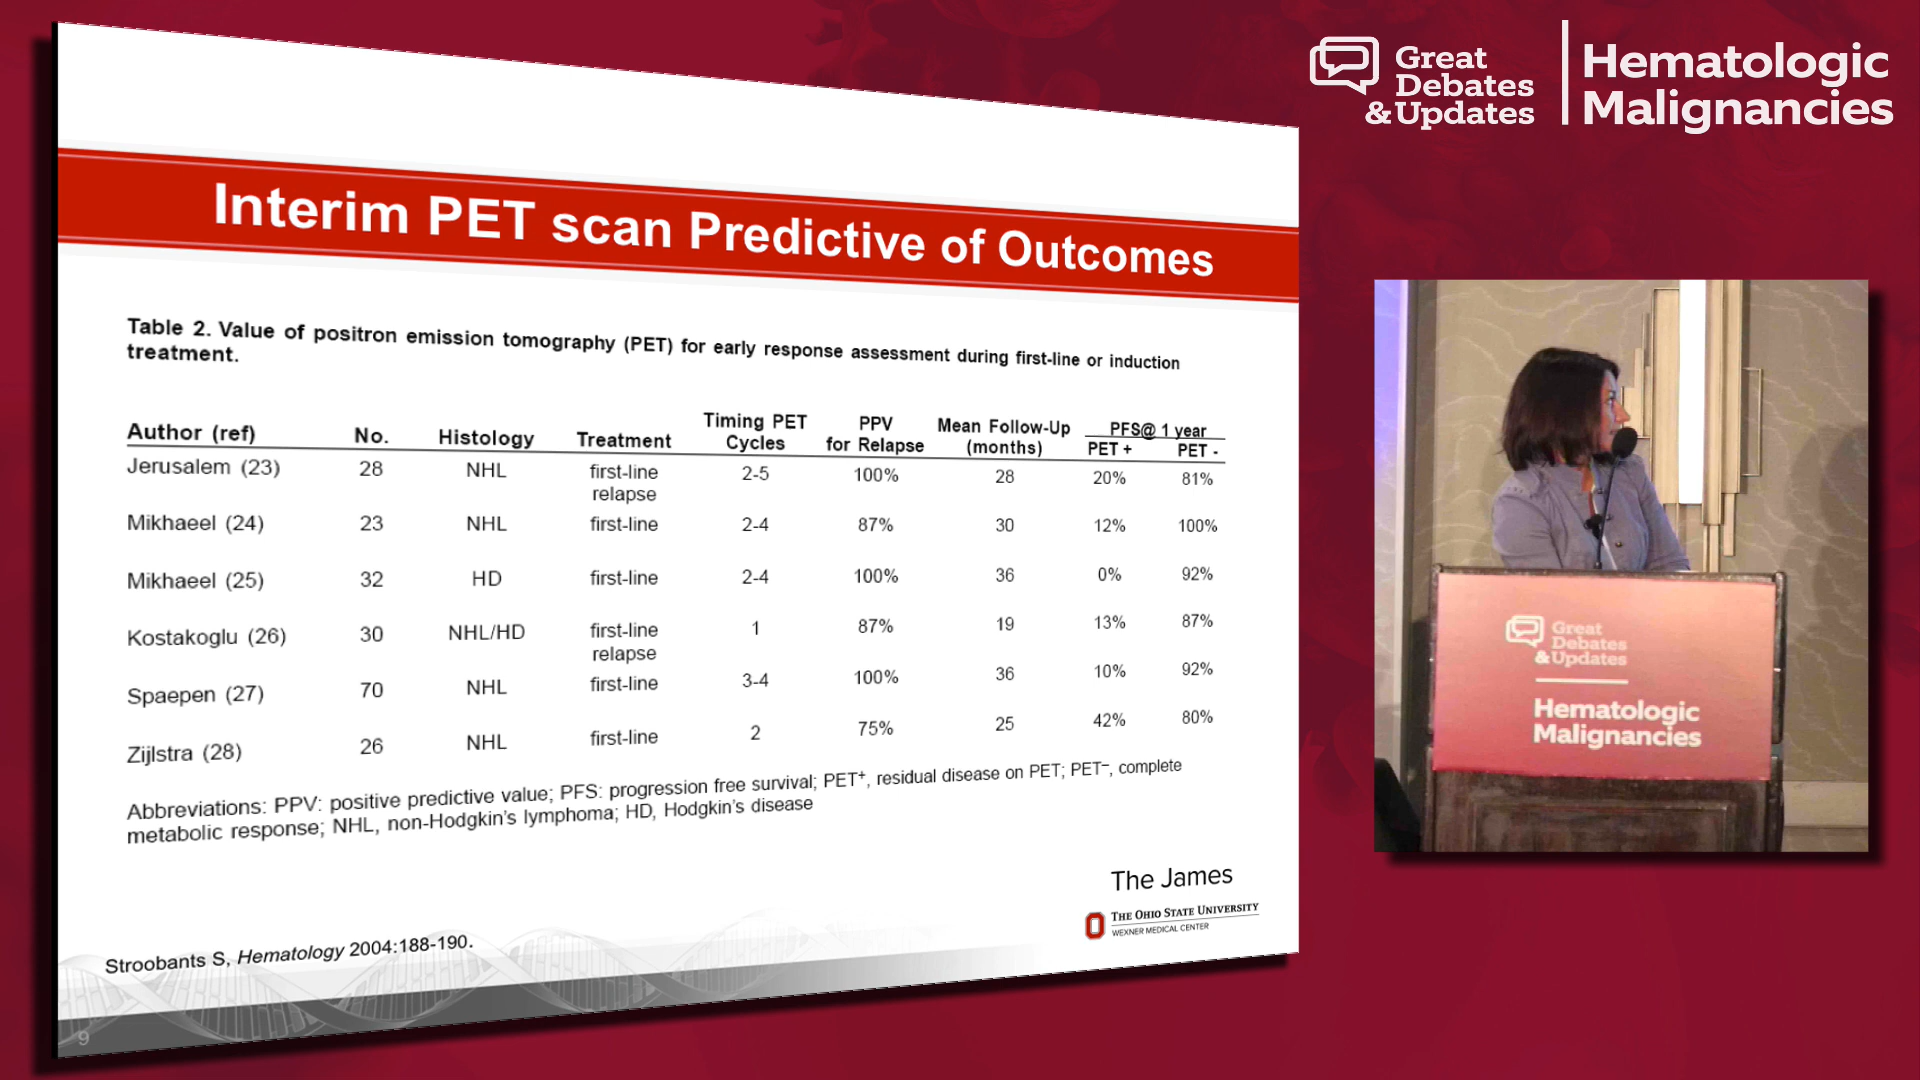 Great
Debates
& Updates
Hematologic
Malignancies
Interim PET scan Predictive of Outcomes
Table 2. Value of positron emission tomography (PET) for early response assessment during first-line or induction
treatment.
Author (ref) No. Histology Treatment Timing PET Cycles PPV for Relapse Mean Follow-Up (months) PFS@ 1 year PET + PET -
Jerusalem (23) 28 NHL first-line relapse 2-5 100% 28 20% 81%
Mikhaeel (24) 23 NHL first-line 2-4 87% 30 12% 100%
Mikhaeel (25) 32 HD first-line 2-4 100% 36 0% 92%
Kostakoglu (26) 30 NHL/HD first-line relapse 1 87% 19 13% 87%
Spaepen (27) 70 NHL first-line 3-4 100% 36 10% 92%
Zijlstra (28) 26 NHL first-line 2 75% 25 42% 80%
Abbreviations: PPV: positive predictive value; PFS: progression free survival; PET+, residual disease on PET; PET–, complete
metabolic response; NHL, non-Hodgkin's lymphoma; HD, Hodgkin's disease
The James
THE OHIO STATE UNIVERSITY
WEXNER MEDICAL CENTER
Stroobants S, Hematology 2004:188-190.
9
Great
Debates
& Updates
Hematologic
Malignancies